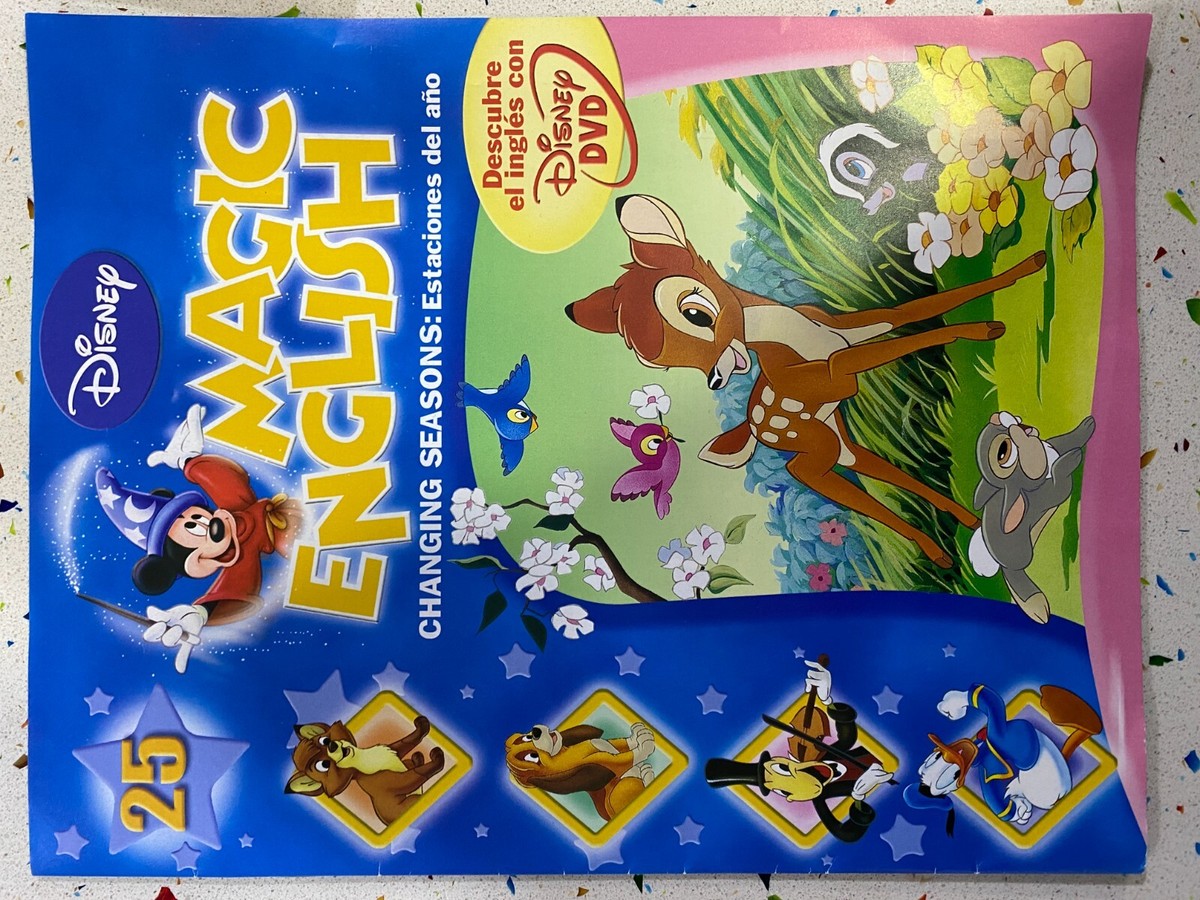 Disney
MAGIC
ENGLISH
CHANGING SEASONS: Estaciones del año
25
Descubre
el inglés con
Disney
DVD